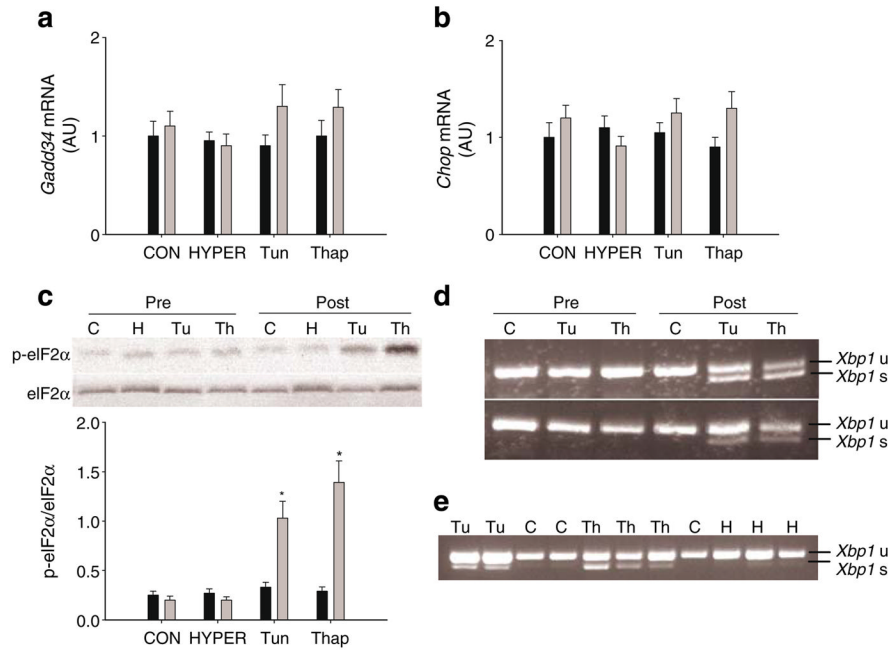 a
2
1
0
Gadd34 mRNA
(AU)
CON HYPER Tun Thap
b
2
1
0
Chop mRNA
(AU)
CON HYPER Tun Thap
c
Pre Post
C H Tu Th C H Tu Th
p-eIF2α
eIF2α
2.0
1.5
1.0
0.5
0.0
p-eIF2α/eIF2α
* *
CON HYPER Tun Thap
d
Pre Post
C Tu Th C Tu Th
Xbp1 u
Xbp1 s
Xbp1 u
Xbp1 s
e
Tu Tu C C Th Th Th C H H H
Xbp1 u
Xbp1 s